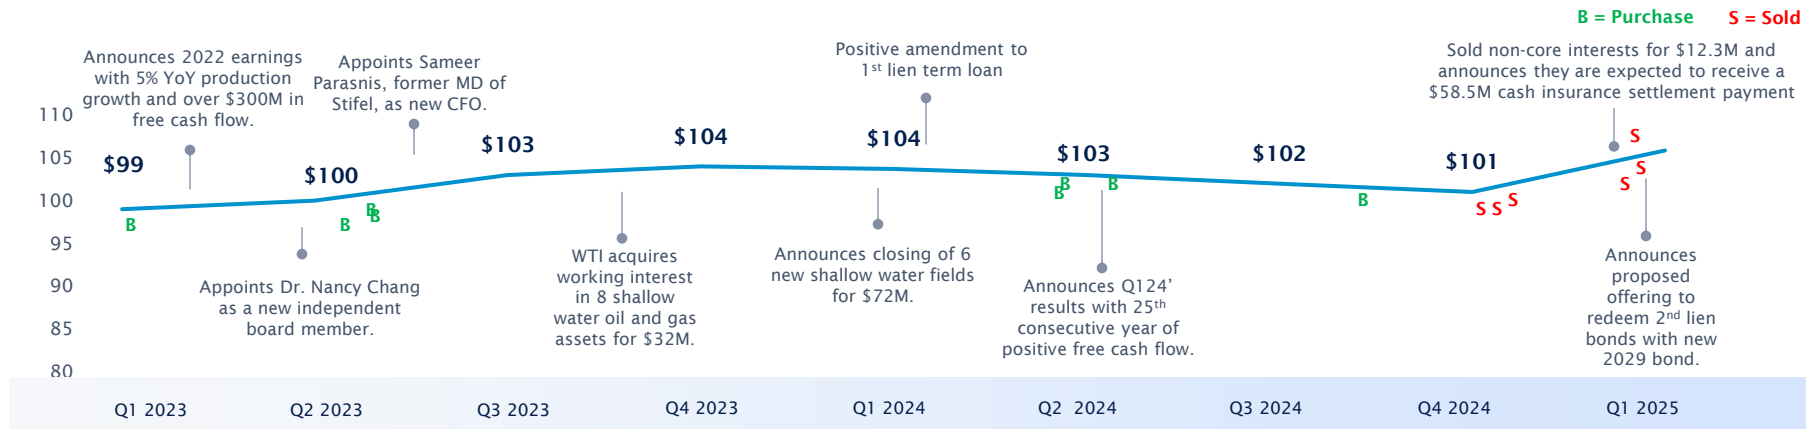 B = Purchase
S = Sold
Announces 2022 earnings
with 5% YoY production
growth and over $300M in
free cash flow.
Appoints Sameer
Parasnis, former MD of
Stifel, as new CFO.
Positive amendment to
1st lien term loan
Sold non-core interests for $12.3M and
announces they are expected to receive a
$58.5M cash insurance settlement payment
110
105
100
95
90
85
80
$99
$100
$103
$104
$104
$103
$102
$101
B
B
B
B
B
B
B
B
S
S
S
S
S
S
Appoints Dr. Nancy Chang
as a new independent
board member.
WTI acquires
working interest
in 8 shallow
water oil and gas
assets for $32M.
Announces closing of 6
new shallow water fields
for $72M.
Announces Q124’
results with 25th
consecutive year of
positive free cash flow.
Announces
proposed
offering to
redeem 2nd lien
bonds with new
2029 bond.
Q1 2023
Q2 2023
Q3 2023
Q4 2023
Q1 2024
Q2 2024
Q3 2024
Q4 2024
Q1 2025